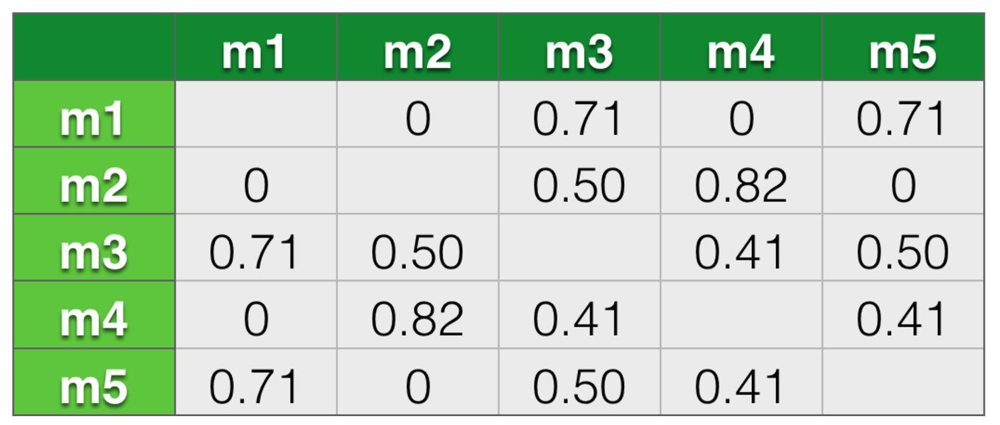 m1 m2 m3 m4 m5
m1 0 0.71 0 0.71
m2 0 0.50 0.82 0
m3 0.71 0.50 0.41 0.50
m4 0 0.82 0.41 0.41
m5 0.71 0 0.50 0.41